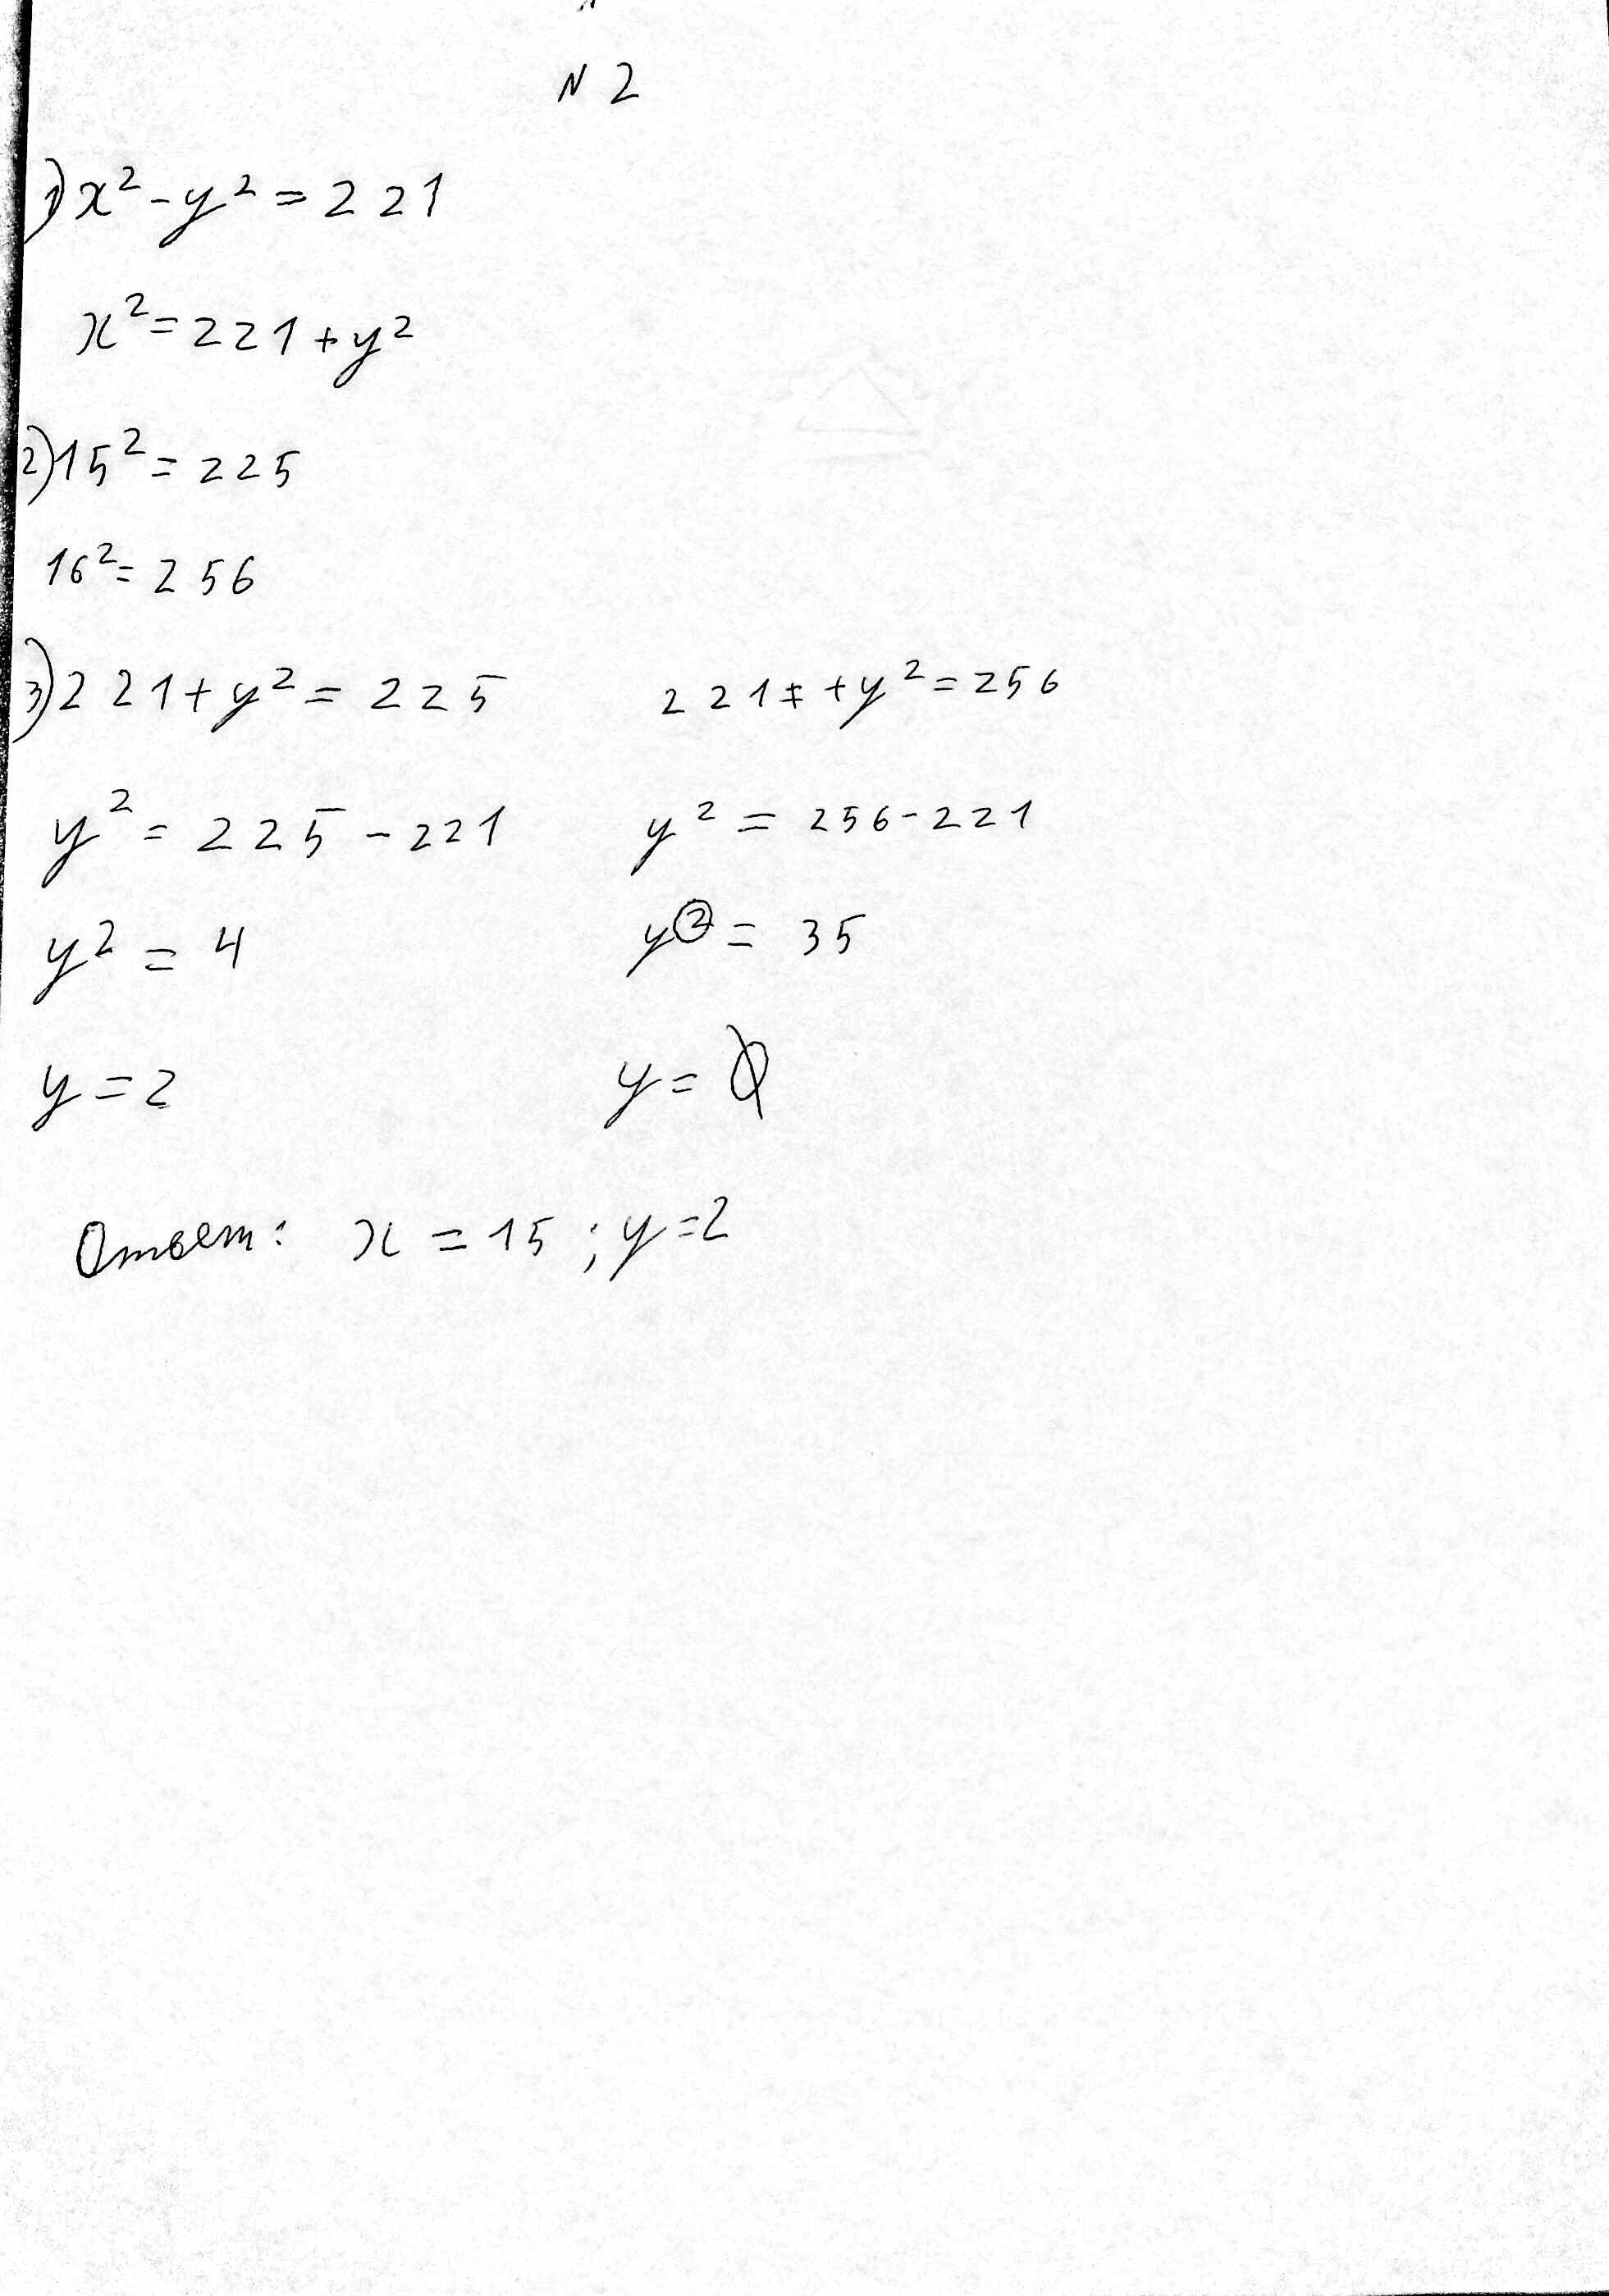 N 2
1) x² - y² = 221
x² = 221 + y²
2) 15² = 225
16² = 256
3) 221 + y² = 225 221 + y² = 256
y² = 225 - 221 y² = 256 - 221
y² = 4 y² = 35
y = 2 y = ∅
Ответ: x = 15 ; y = 2